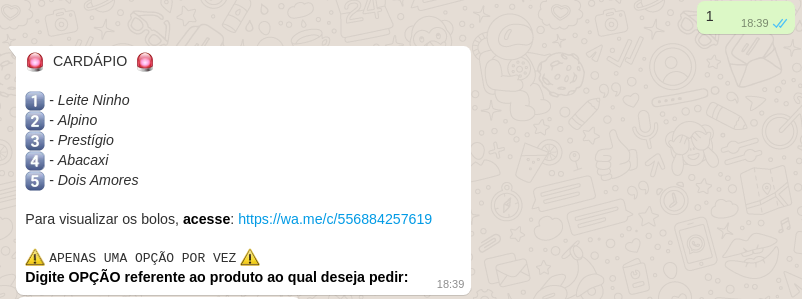 1
18:39
🚨 CARDÁPIO 🚨
1️⃣ - Leite Ninho
2️⃣ - Alpino
3️⃣ - Prestígio
4️⃣ - Abacaxi
5️⃣ - Dois Amores
Para visualizar os bolos, acesse: https://wa.me/c/556884257619
⚠️ APENAS UMA OPÇÃO POR VEZ ⚠️
Digite OPÇÃO referente ao produto ao qual deseja pedir:
18:39